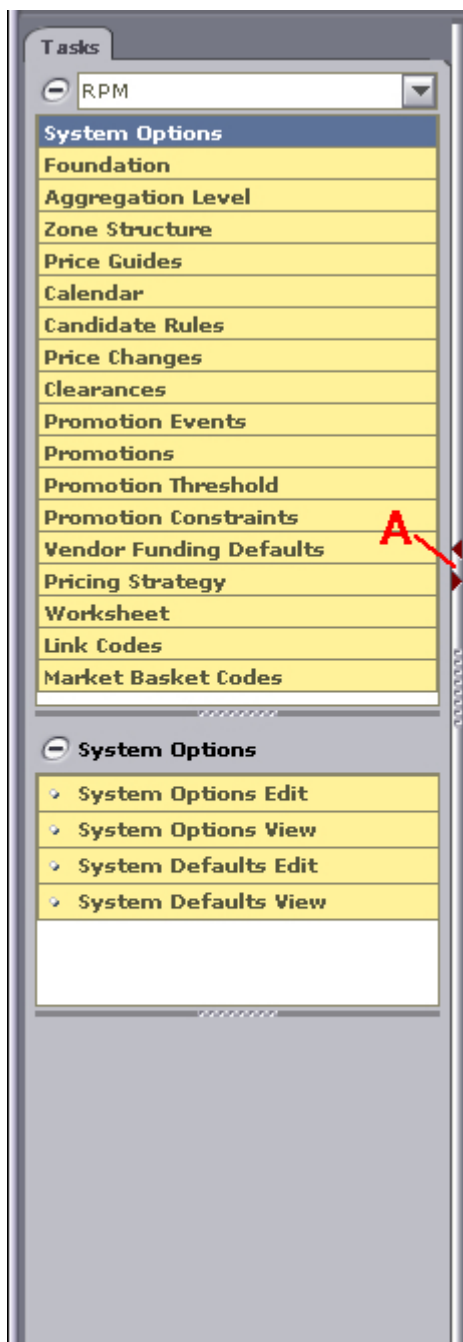 Tasks
RPM
System Options
Foundation
Aggregation Level
Zone Structure
Price Guides
Calendar
Candidate Rules
Price Changes
Clearances
Promotion Events
Promotions
Promotion Threshold
Promotion Constraints
A
Vendor Funding Defaults
Pricing Strategy
Worksheet
Link Codes
Market Basket Codes
System Options
System Options Edit
System Options View
System Defaults Edit
System Defaults View